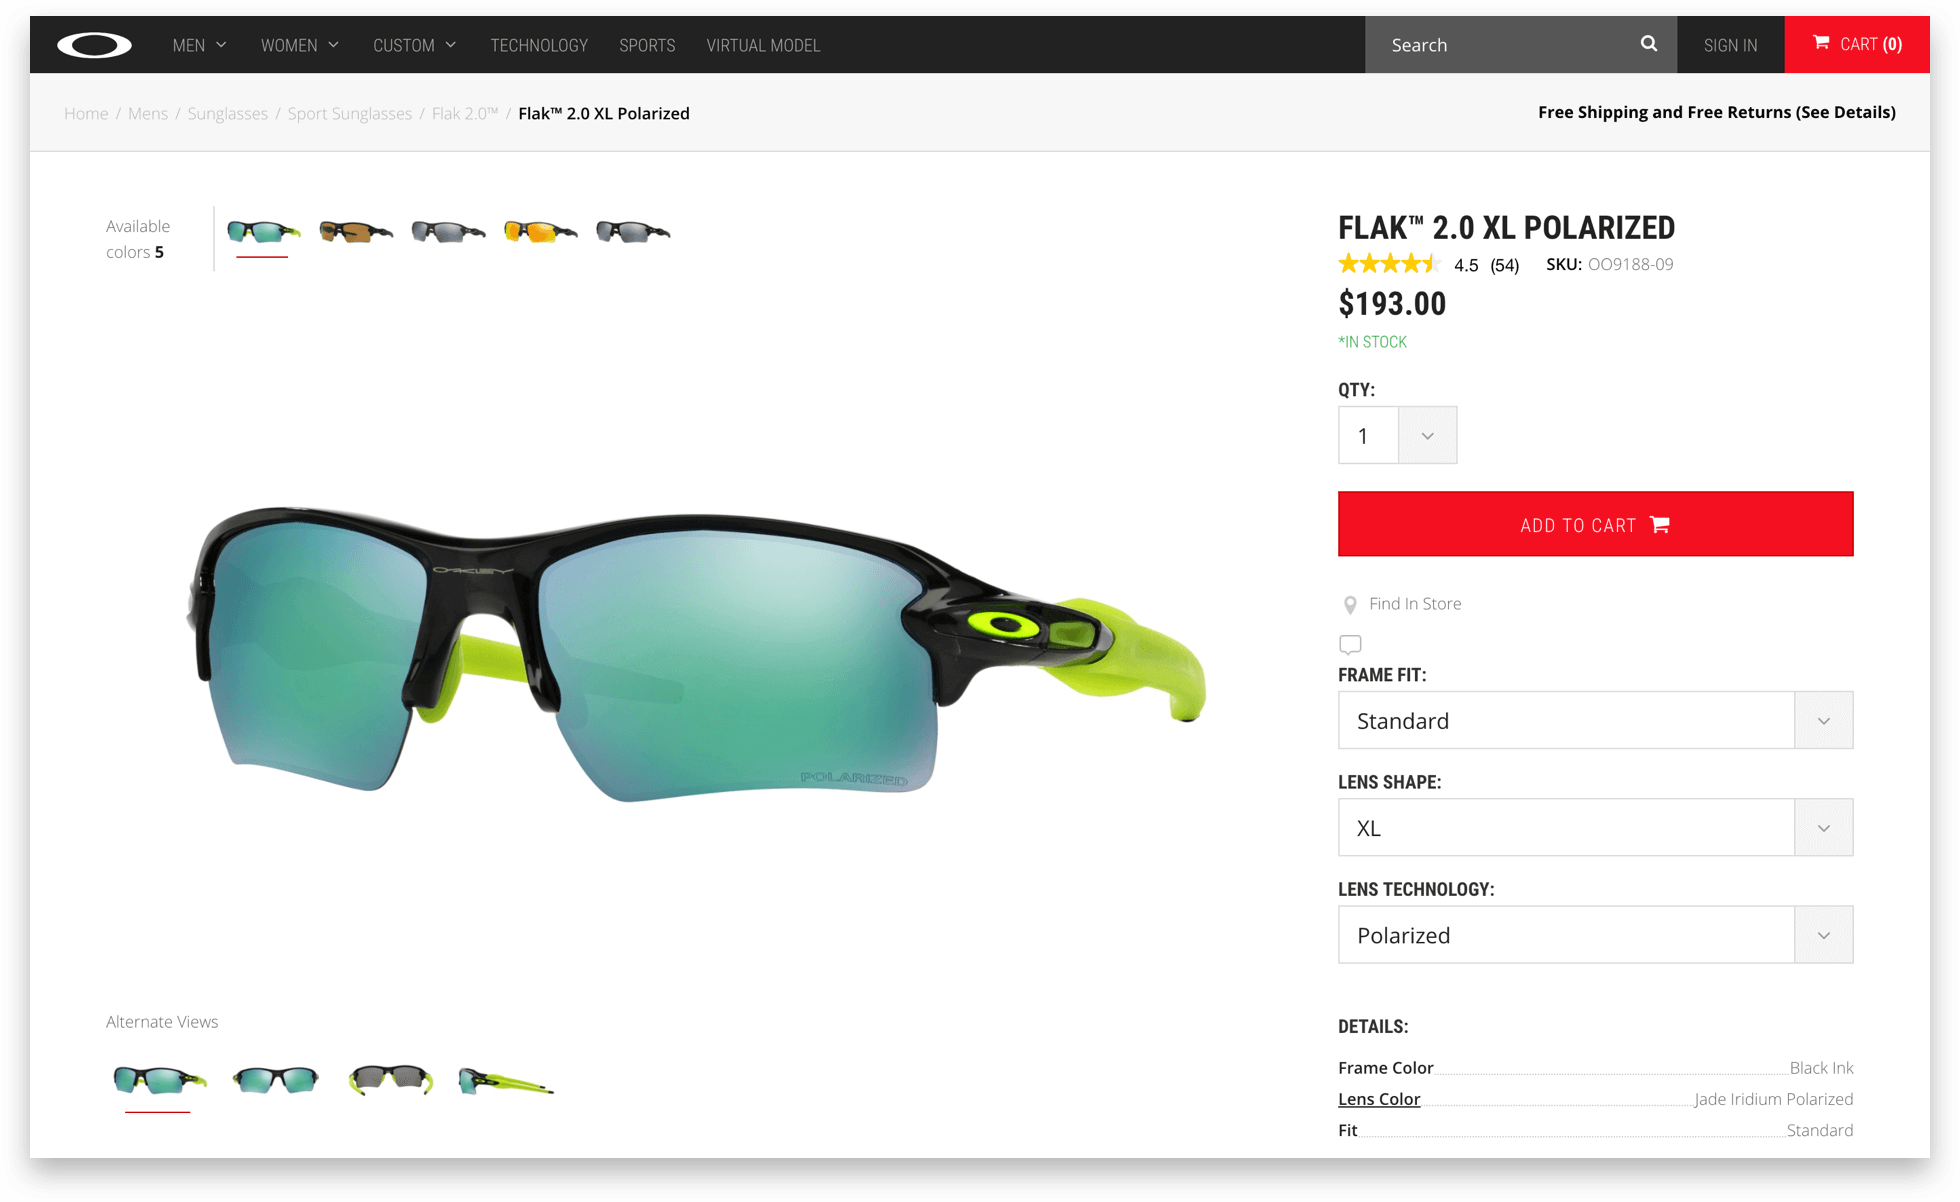 MEN WOMEN CUSTOM TECHNOLOGY SPORTS VIRTUAL MODEL Search SIGN IN CART (0)
Home / Mens / Sunglasses / Sport Sunglasses / Flak 2.0™ / Flak™ 2.0 XL Polarized
Free Shipping and Free Returns (See Details)
Available
colors 5
OAKLEY
POLARIZED
Alternate Views
FLAK™ 2.0 XL POLARIZED
4.5 (54) SKU: OO9188-09
$193.00
*IN STOCK
QTY:
1
ADD TO CART
Find In Store
FRAME FIT:
Standard
LENS SHAPE:
XL
LENS TECHNOLOGY:
Polarized
DETAILS:
Frame Color Black Ink
Lens Color Jade Iridium Polarized
Fit Standard